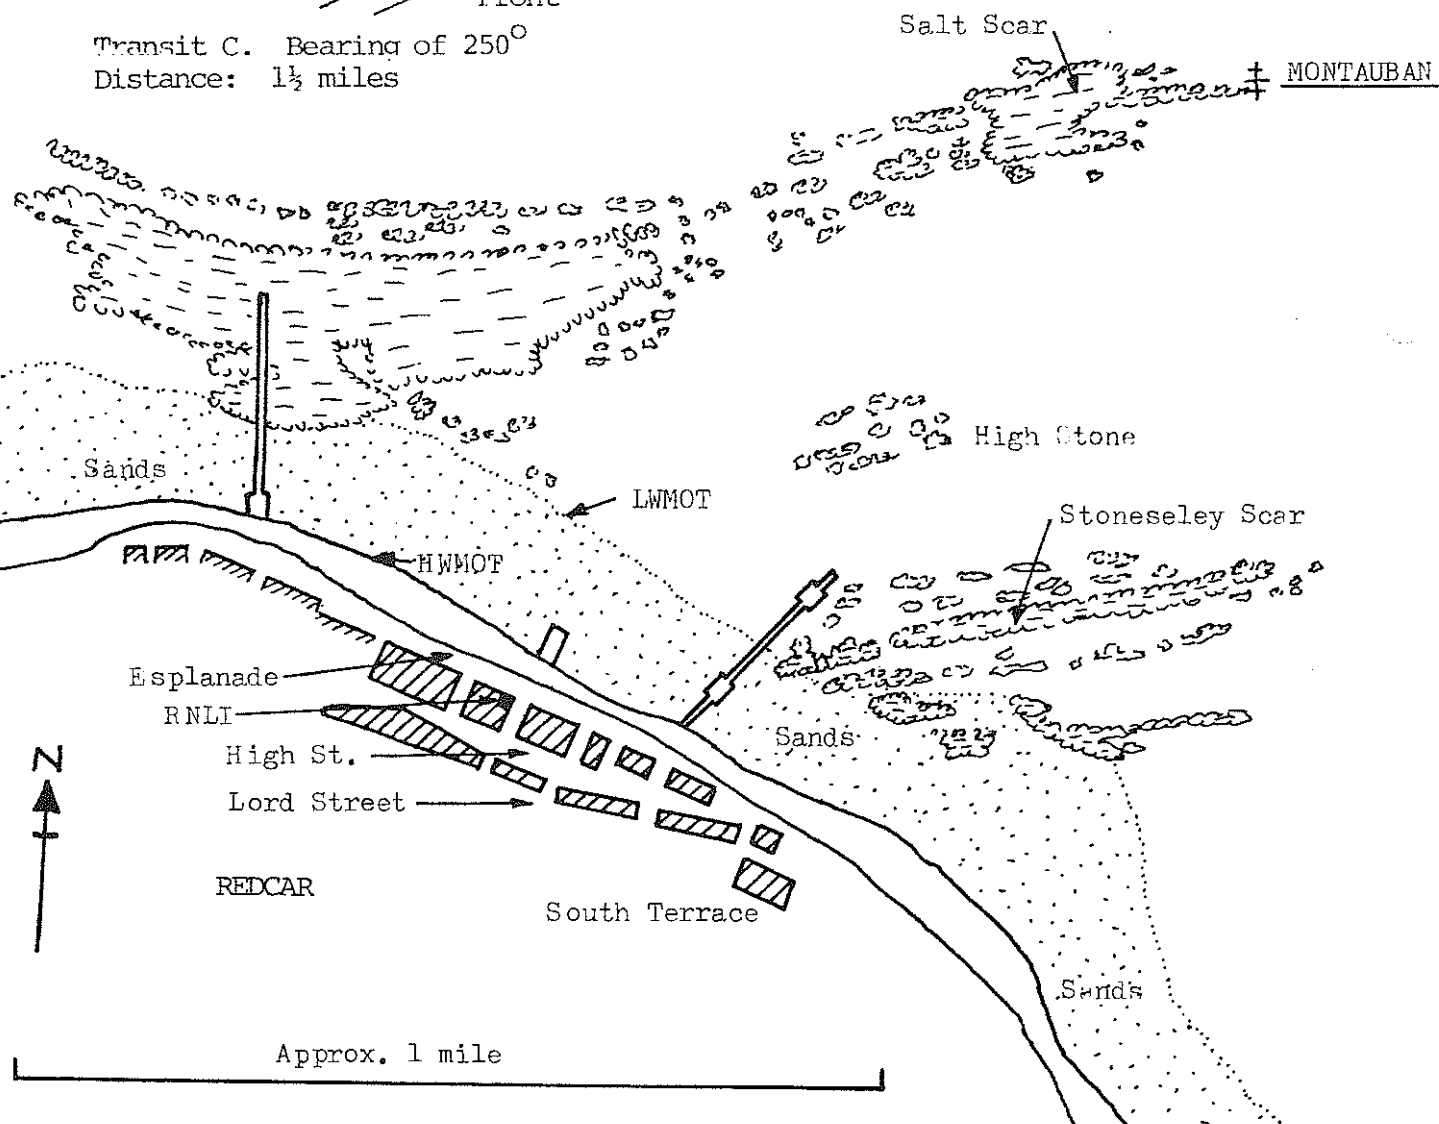 Front
Transit C. Bearing of 250°
Distance: 1½ miles
Salt Scar
MONTAUBAN
High Stone
Sands
LWMOT
Stoneseley Scar
HWMOT
Esplanade
RNLI
Sands
N
High St.
Lord Street
REDCAR
South Terrace
Sands
Approx. 1 mile